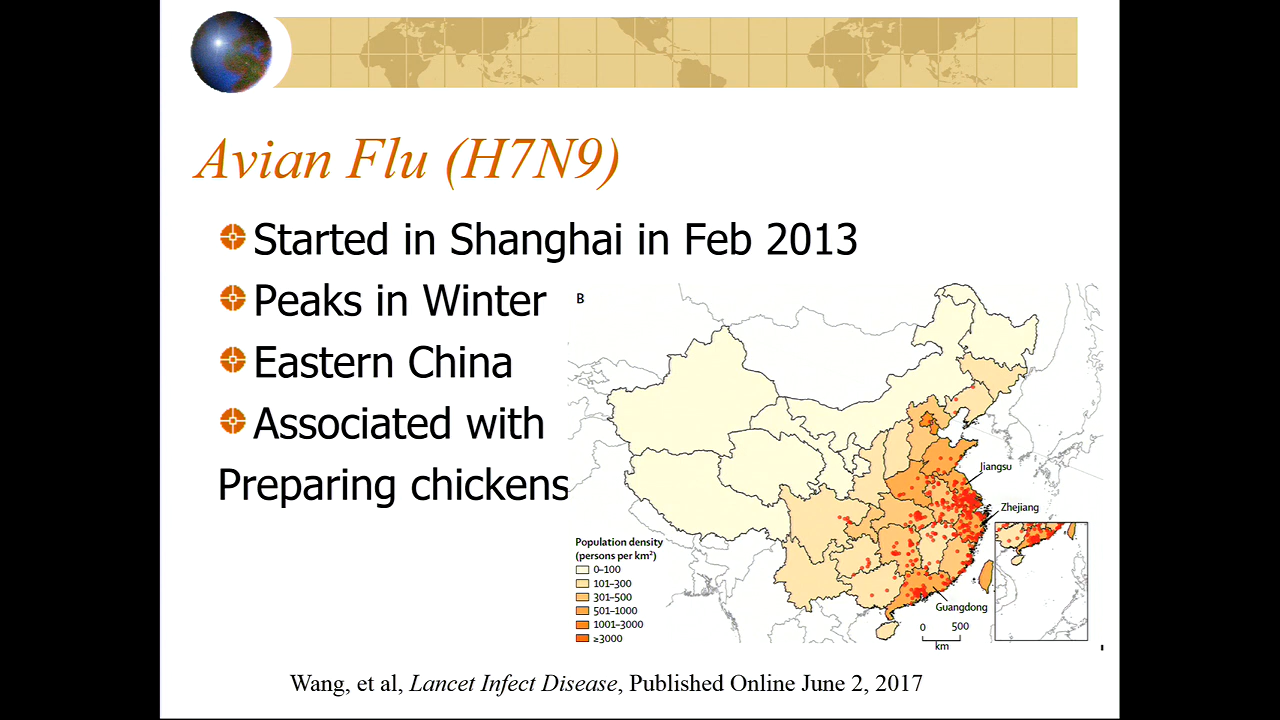 Avian Flu (H7N9)
Started in Shanghai in Feb 2013
Peaks in Winter
Eastern China
Associated with
Preparing chickens
B
Jiangsu
Zhejiang
Guangdong
Population density
(persons per km²)
0–100
101–300
301–500
501–1000
1001–3000
≥3000
0 500
km
Wang, et al, Lancet Infect Disease, Published Online June 2, 2017